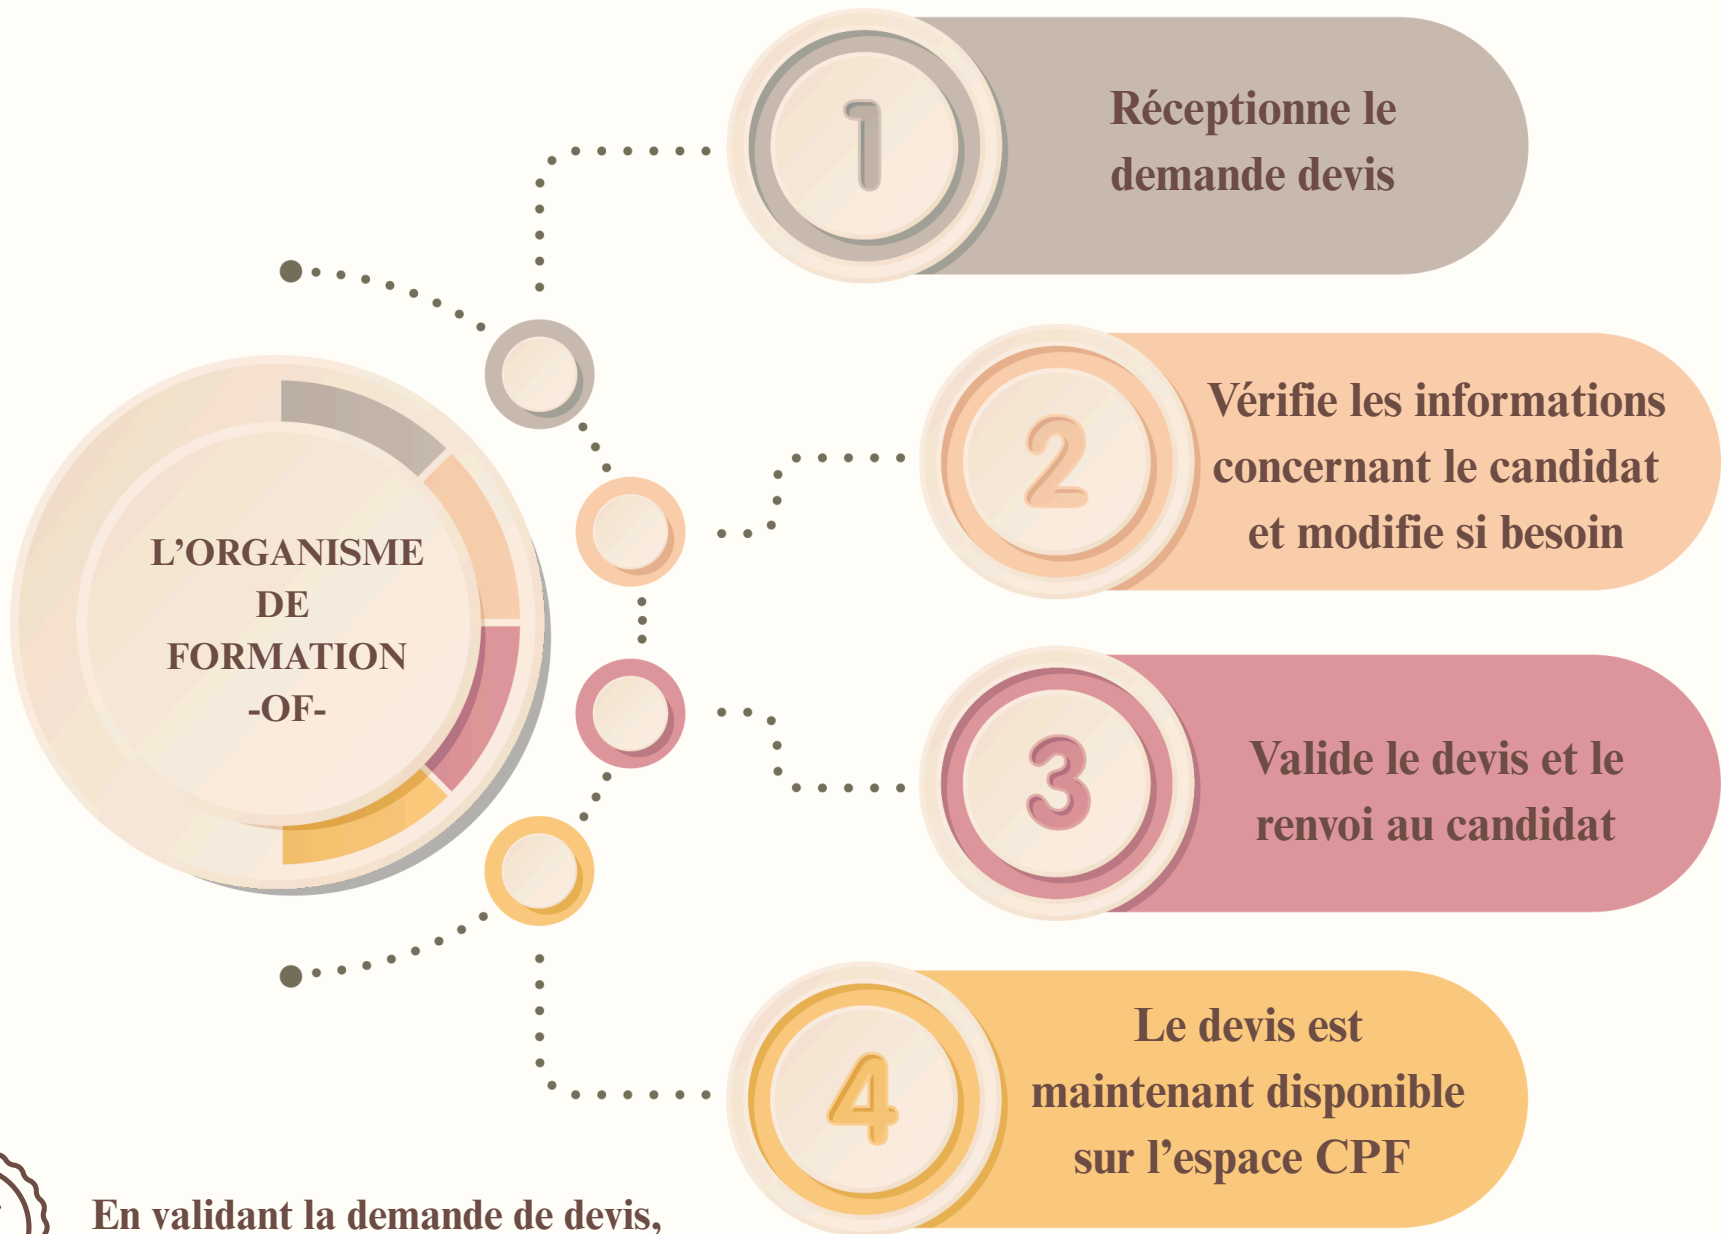 1
Réceptionne le
demande devis
2
Vérifie les informations
concernant le candidat
et modifie si besoin
L’ORGANISME
DE
FORMATION
-OF-
3
Valide le devis et le
renvoi au candidat
4
Le devis est
maintenant disponible
sur l’espace CPF
En validant la demande de devis,